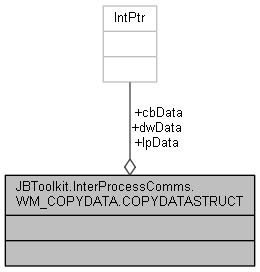 IntPtr
+cbData
+dwData
+lpData
JBToolkit.InterProcessComms.
WM_COPYDATA.COPYDATASTRUCT